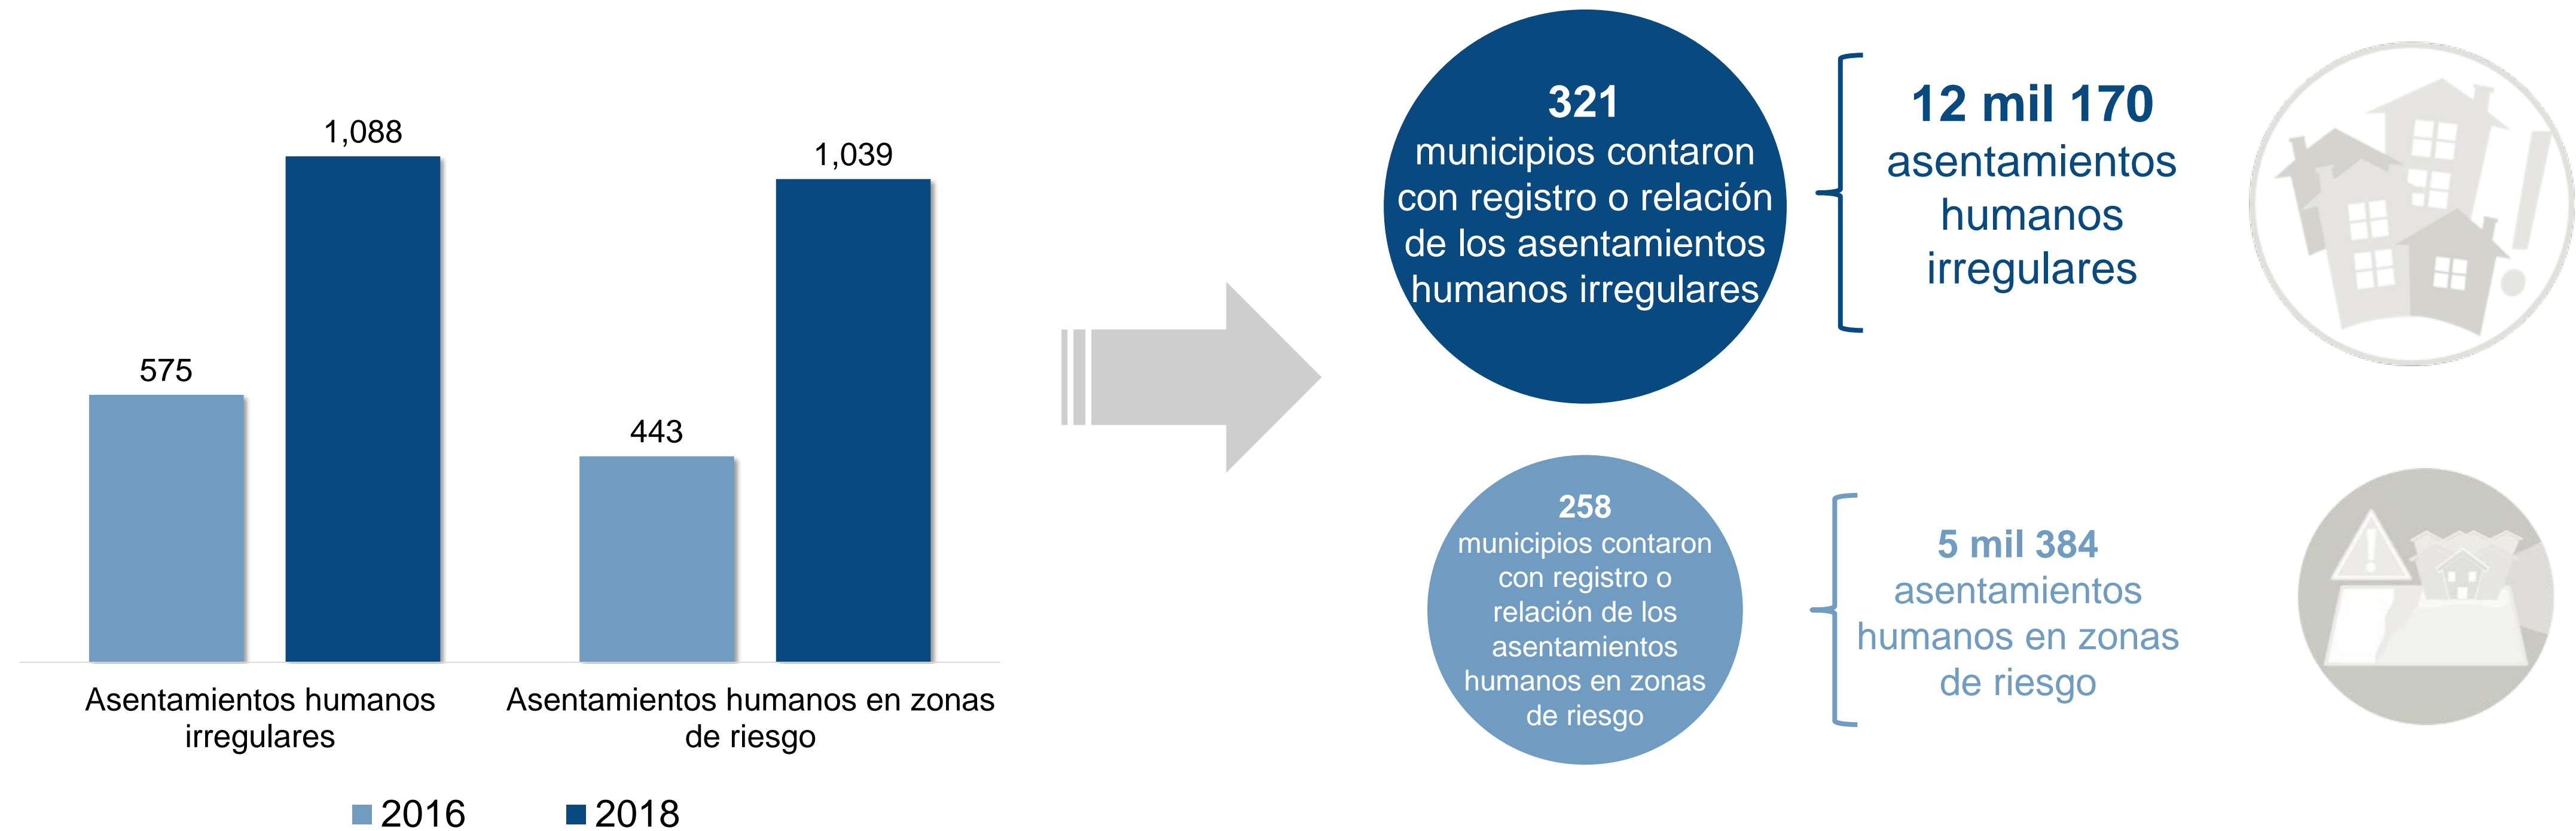 1,088
1,039
575
443
Asentamientos humanos
irregulares
Asentamientos humanos en zonas
de riesgo
2016
2018
321
municipios contaron
con registro o relación
de los asentamientos
humanos irregulares
12 mil 170
asentamientos
humanos
irregulares
258
municipios contaron
con registro o
relación de los
asentamientos
humanos en zonas
de riesgo
5 mil 384
asentamientos
humanos en zonas
de riesgo